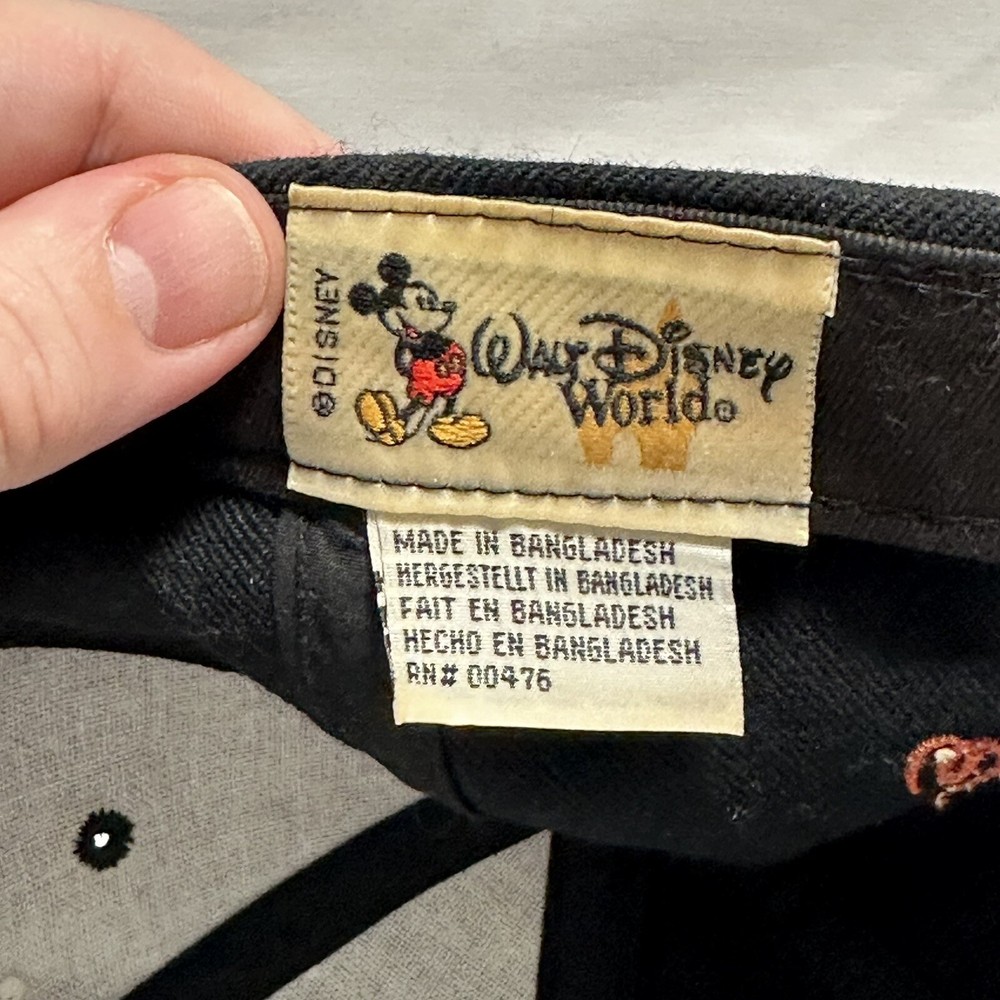 ©DISNEY
WALT DISNEY
World®
MADE IN BANGLADESH
HERGESTELLT IN BANGLADESH
FAIT EN BANGLADESH
HECHO EN BANGLADESH
RN# 00476